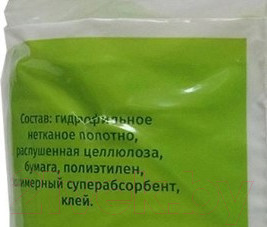 Состав: гидрофильное
нетканое полотно,
распушенная целлюлоза,
бумага, полиэтилен,
полимерный суперабсорбент,
клей.